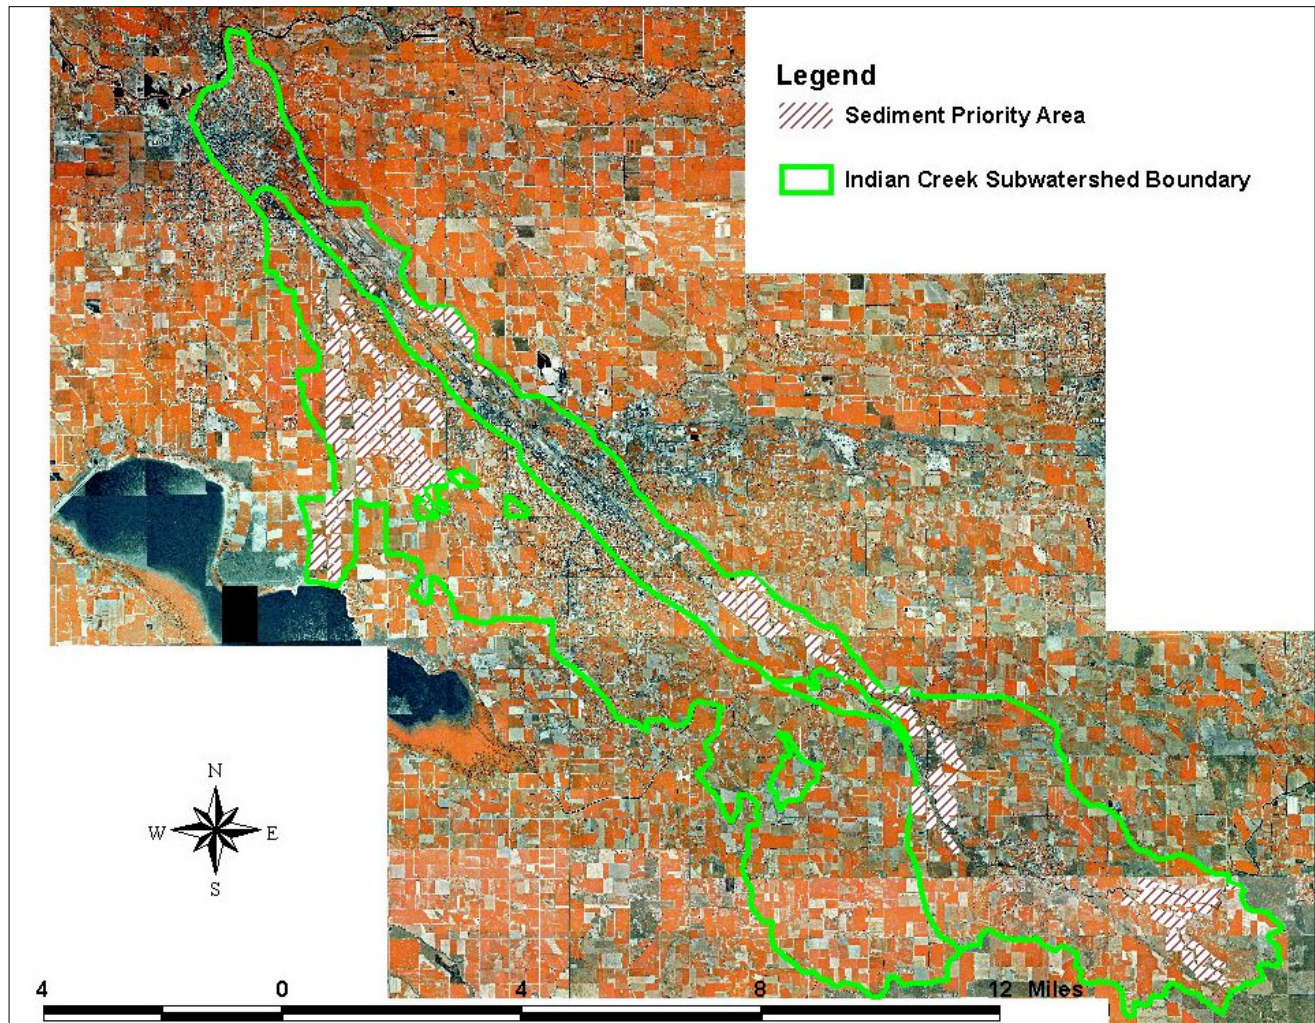 Legend
Sediment Priority Area
Indian Creek Subwatershed Boundary
N
W E
S
4 0 4 8 12 Miles